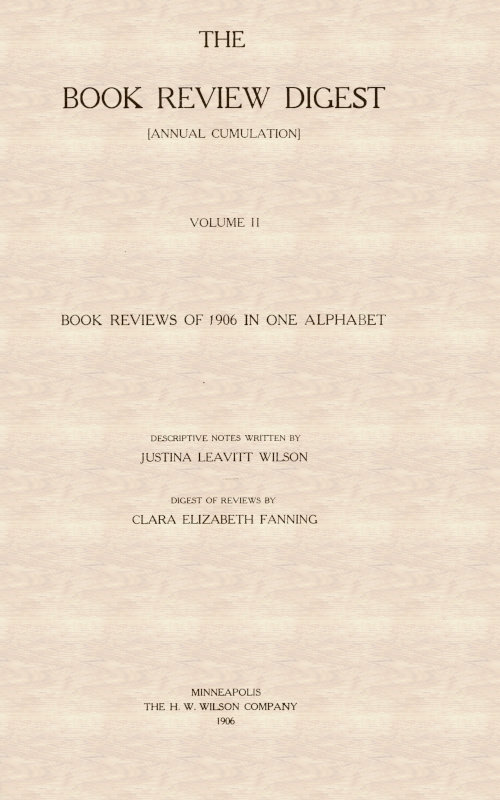 THE
BOOK REVIEW DIGEST
[ANNUAL CUMULATION]
VOLUME II
BOOK REVIEWS OF 1906 IN ONE ALPHABET
DESCRIPTIVE NOTES WRITTEN BY
JUSTINA LEAVITT WILSON
DIGEST OF REVIEWS BY
CLARA ELIZABETH FANNING
MINNEAPOLIS
THE H. W. WILSON COMPANY
1906